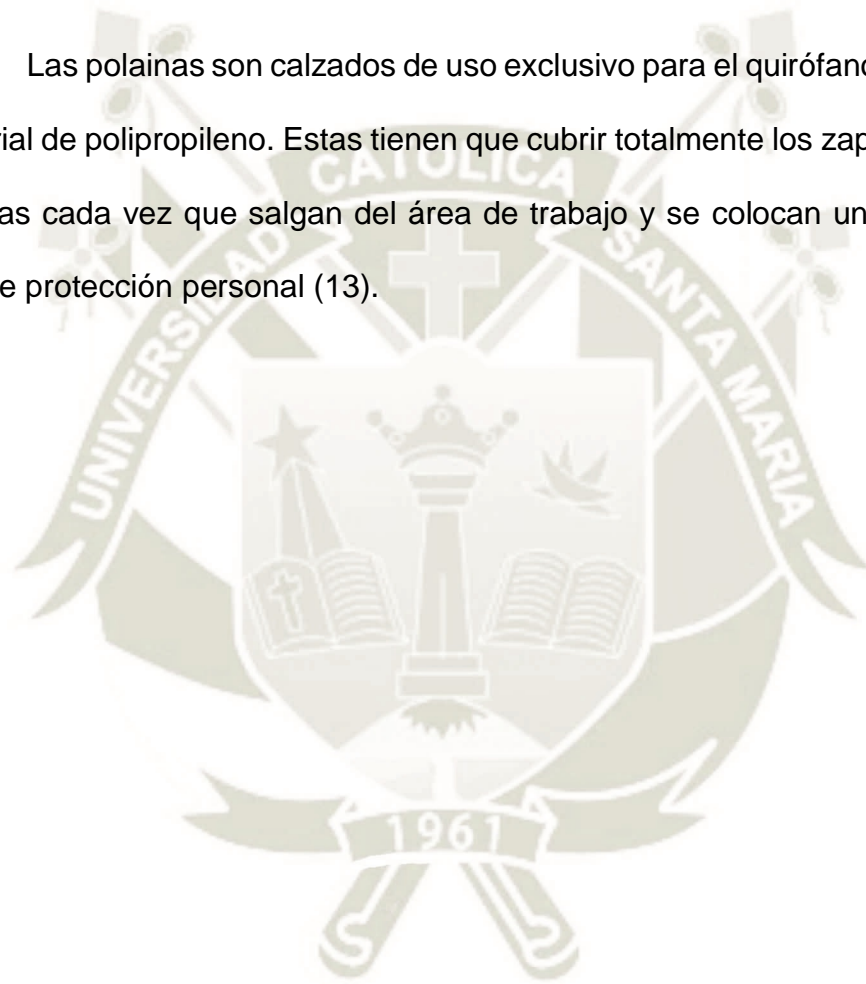 Las polainas son calzados de uso exclusivo para el quirófano
rial de polipropileno. Estas tienen que cubrir totalmente los zap
as cada vez que salgan del área de trabajo y se colocan un
e protección personal (13).
UNIVERSIDAD CATOLICA SANTA MARIA
1961